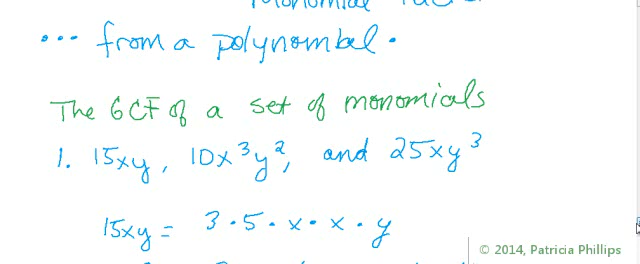 ... from a polynomial.
The GCF of a set of monomials
1. 15xy, 10x³y², and 25xy³
15xy = 3·5·x·x·y
© 2014, Patricia Phillips